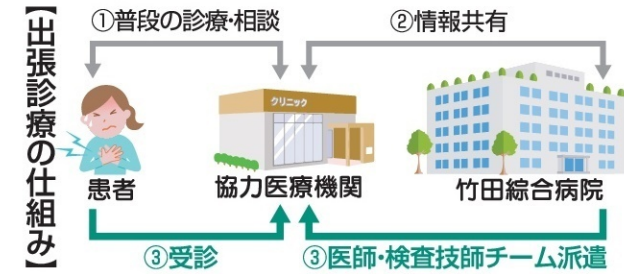 【出張診療の仕組み】
①普段の診療・相談
②情報共有
クリニック
患者
協力医療機関
竹田綜合病院
③受診
③医師・検査技師チーム派遣